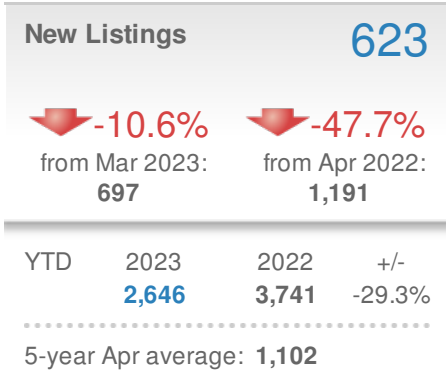 New Listings 623
-10.6% -47.7%
from Mar 2023: from Apr 2022:
697 1,191
YTD 2023 2022 +/-
2,646 3,741 -29.3%
5-year Apr average: 1,102